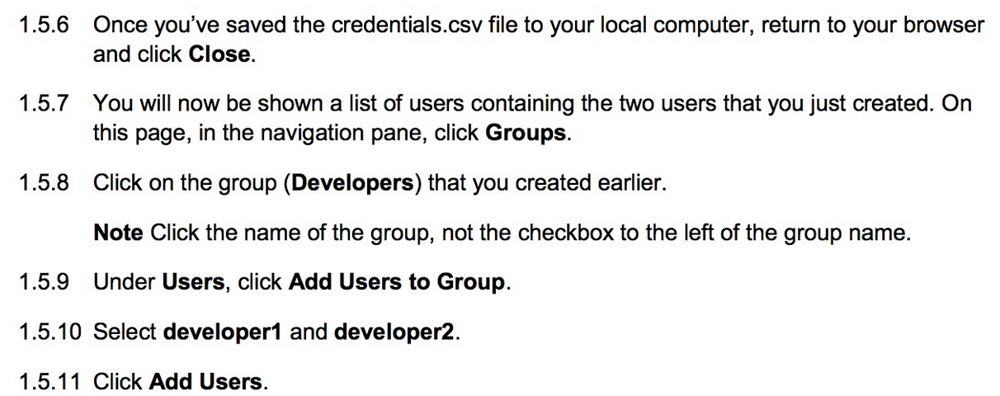 1.5.6 Once you’ve saved the credentials.csv file to your local computer, return to your browser
and click Close.
1.5.7 You will now be shown a list of users containing the two users that you just created. On
this page, in the navigation pane, click Groups.
1.5.8 Click on the group (Developers) that you created earlier.
Note Click the name of the group, not the checkbox to the left of the group name.
1.5.9 Under Users, click Add Users to Group.
1.5.10 Select developer1 and developer2.
1.5.11 Click Add Users.